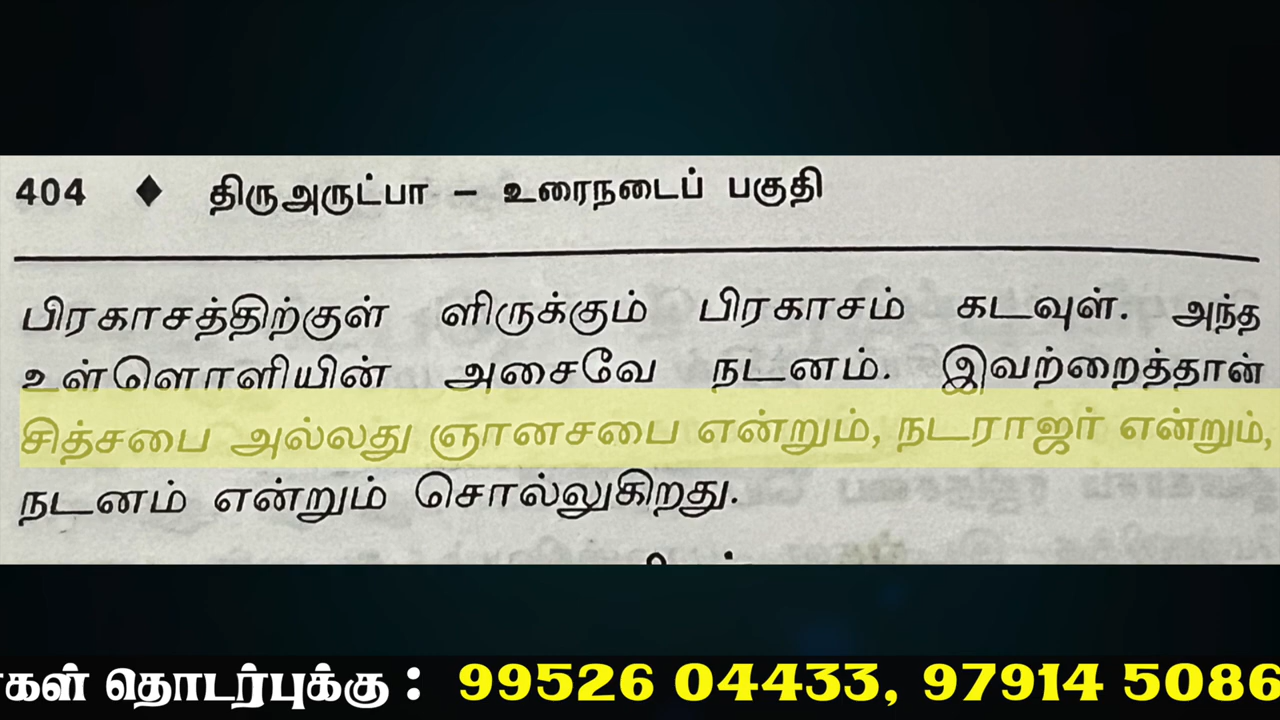 404 ◆ திருஅருட்பா – உரைநடைப் பகுதி
பிரகாசத்திற்குள் ளிருக்கும் பிரகாசம் கடவுள். அந்த
உள்ளொளியின் அசைவே நடனம். இவற்றைத்தான்
சித்சபை அல்லது ஞானசபை என்றும், நடராஜர் என்றும்,
நடனம் என்றும் சொல்லுகிறது.
கள் தொடர்புக்கு : 99526 04433, 97914 5086